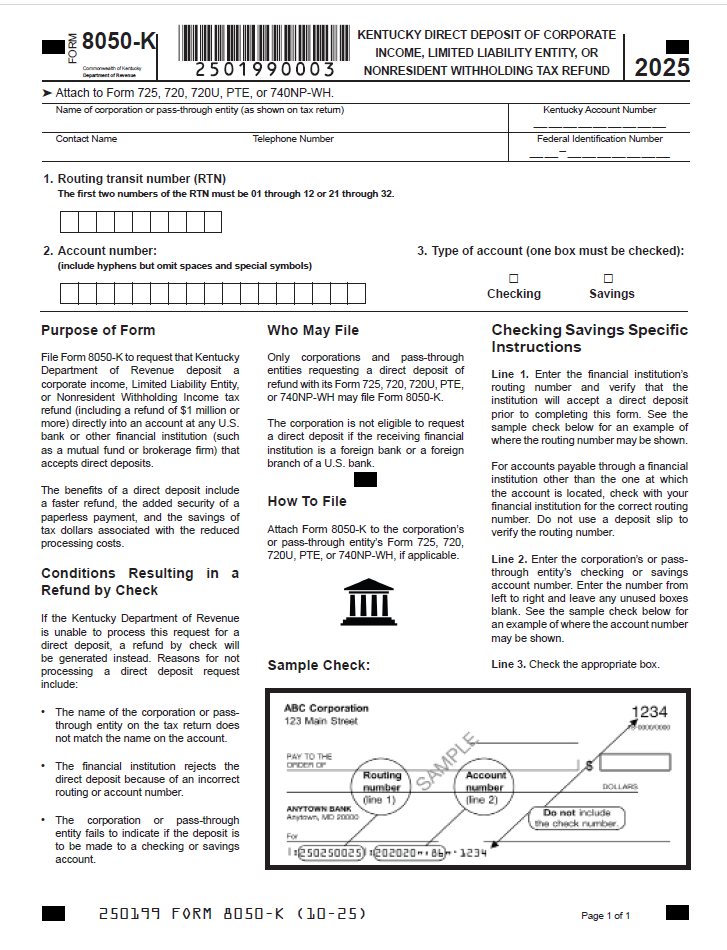 FORM 8050-K
Commonwealth of Kentucky
Department of Revenue
2501990003
KENTUCKY DIRECT DEPOSIT OF CORPORATE
INCOME, LIMITED LIABILITY ENTITY, OR
NONRESIDENT WITHHOLDING TAX REFUND
2025
➤ Attach to Form 725, 720, 720U, PTE, or 740NP-WH.
Name of corporation or pass-through entity (as shown on tax return)
Kentucky Account Number
Contact Name
Telephone Number
Federal Identification Number
1. Routing transit number (RTN)
The first two numbers of the RTN must be 01 through 12 or 21 through 32.
2. Account number:
(include hyphens but omit spaces and special symbols)
3. Type of account (one box must be checked):
☐ ☐
Checking Savings
Purpose of Form
File Form 8050-K to request that Kentucky
Department of Revenue deposit a
corporate income, Limited Liability Entity,
or Nonresident Withholding Income tax
refund (including a refund of $1 million or
more) directly into an account at any U.S.
bank or other financial institution (such
as a mutual fund or brokerage firm) that
accepts direct deposits.
The benefits of a direct deposit include
a faster refund, the added security of a
paperless payment, and the savings of
tax dollars associated with the reduced
processing costs.
Conditions Resulting in a
Refund by Check
If the Kentucky Department of Revenue
is unable to process this request for a
direct deposit, a refund by check will
be generated instead. Reasons for not
processing a direct deposit request
include:
• The name of the corporation or pass-
through entity on the tax return does
not match the name on the account.
• The financial institution rejects the
direct deposit because of an incorrect
routing or account number.
• The corporation or pass-through
entity fails to indicate if the deposit is
to be made to a checking or savings
account.
Who May File
Only corporations and pass-through
entities requesting a direct deposit of
refund with its Form 725, 720, 720U, PTE,
or 740NP-WH may file Form 8050-K.
The corporation is not eligible to request
a direct deposit if the receiving financial
institution is a foreign bank or a foreign
branch of a U.S. bank.
How To File
Attach Form 8050-K to the corporation's
or pass-through entity's Form 725, 720,
720U, PTE, or 740NP-WH, if applicable.
Sample Check:
Checking Savings Specific
Instructions
Line 1. Enter the financial institution's
routing number and verify that the
institution will accept a direct deposit
prior to completing this form. See the
sample check below for an example of
where the routing number may be shown.
For accounts payable through a financial
institution other than the one at which
the account is located, check with your
financial institution for the correct routing
number. Do not use a deposit slip to
verify the routing number.
Line 2. Enter the corporation's or pass-
through entity's checking or savings
account number. Enter the number from
left to right and leave any unused boxes
blank. See the sample check below for
an example of where the account number
may be shown.
Line 3. Check the appropriate box.
ABC Corporation
123 Main Street
1234
PAY TO THE
ORDER OF
SAMPLE
$
DOLLARS
Routing
number
(line 1)
Account
number
(line 2)
ANYTOWN BANK
Anytown, MD 20000
Do not include
the check number.
For
250250025 202020 86 1234
250199 FORM 8050-K (10-25)
Page 1 of 1